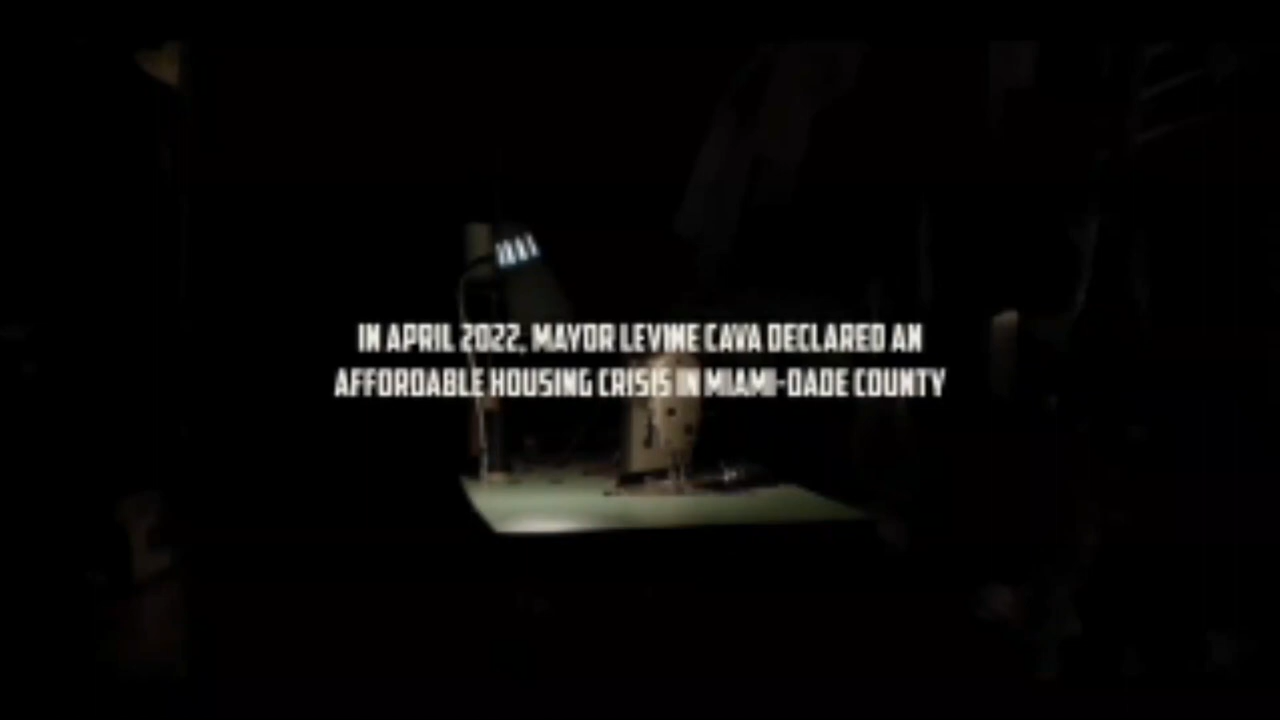 IN APRIL 2022, MAYOR LEVINE CAVA DECLARED AN
AFFORDABLE HOUSING CRISIS IN MIAMI-DADE COUNTY